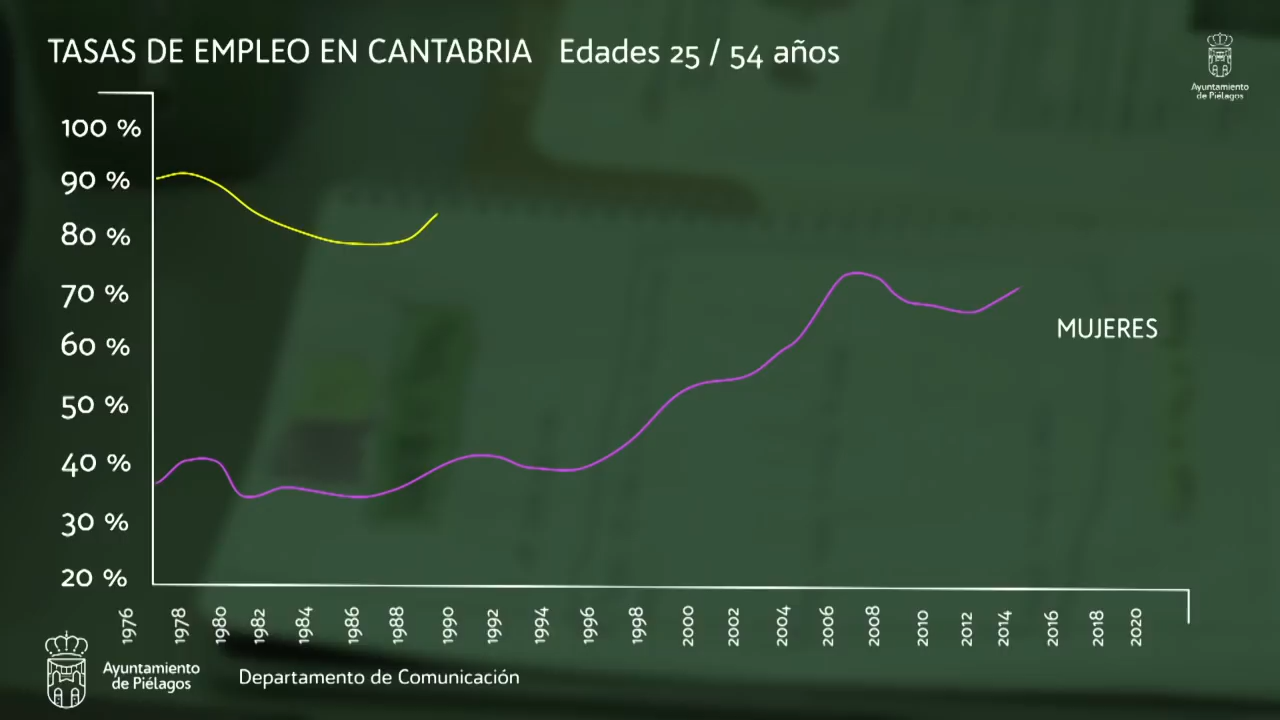 TASAS DE EMPLEO EN CANTABRIA Edades 25 / 54 años
Ayuntamiento
de Piélagos
100 %
90 %
80 %
70 %
60 %
50 %
40 %
30 %
20 %
MUJERES
1976 1978 1980 1982 1984 1986 1988 1990 1992 1994 1996 1998 2000 2002 2004 2006 2008 2010 2012 2014 2016 2018 2020
Ayuntamiento
de Piélagos
Departamento de Comunicación